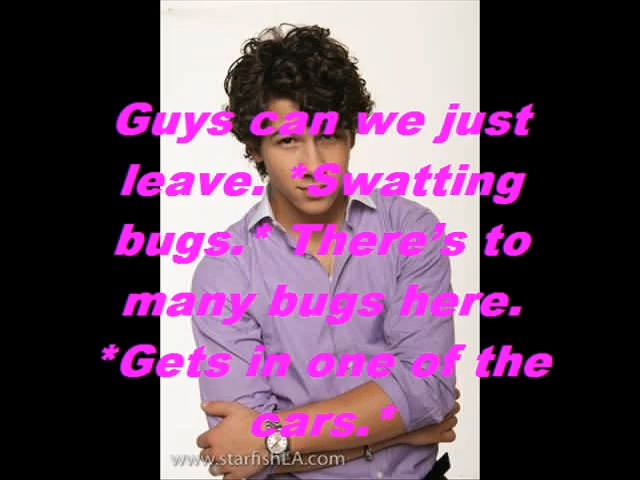 Guys can we just
leave. *Swatting
bugs.* There's to
many bugs here.
*Gets in one of the
cars.*
www.starfishLA.com